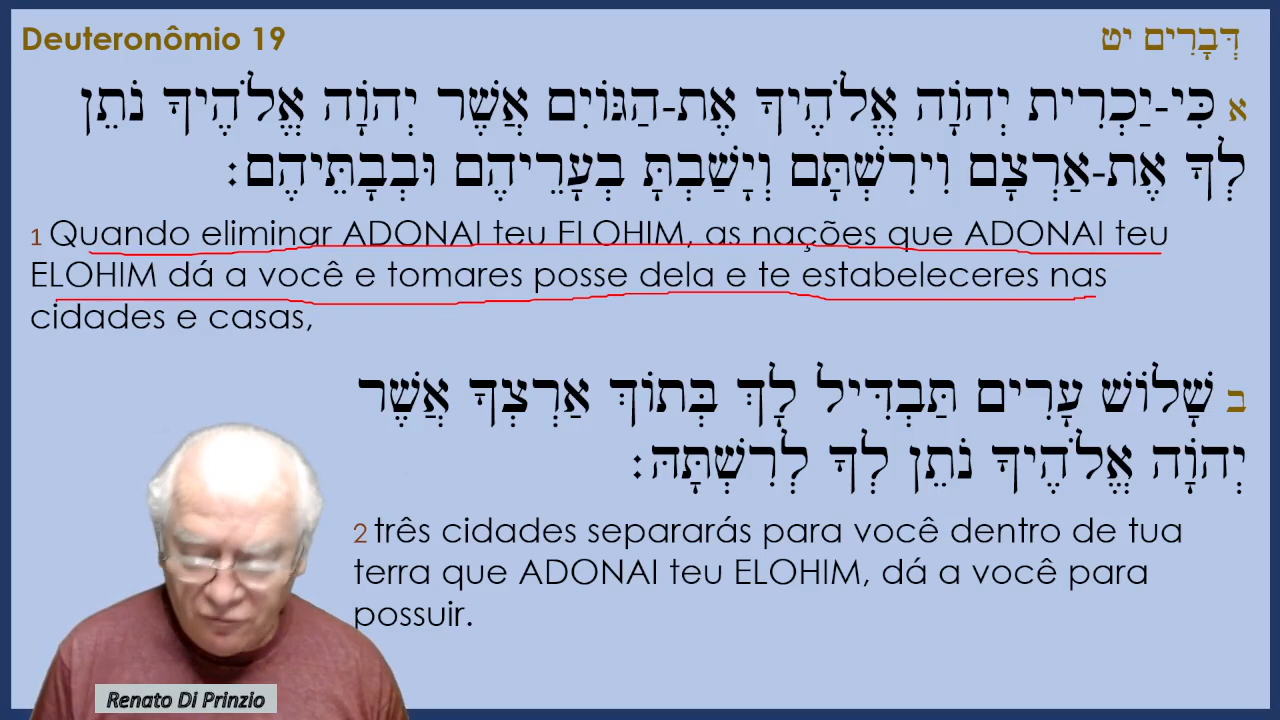 Deuteronômio 19
דְּבָרִים יט
א כִּי-יַכְרִית יְהוָֹה אֱלֹהֶיךָ אֶת-הַגּוֹיִם אֲשֶׁר יְהוָֹה אֱלֹהֶיךָ נֹתֵן
לְךָ אֶת-אַרְצָם וִירִשְׁתָּם וְיָשַׁבְתָּ בְעָרֵיהֶם וּבְבָתֵּיהֶם:
1 Quando eliminar ADONAI teu ELOHIM, as nações que ADONAI teu
ELOHIM dá a você e tomares posse dela e te estabeleceres nas
cidades e casas,
ב שָׁלוֹשׁ עָרִים תַּבְדִּיל לָךְ בְּתוֹךְ אַרְצְךָ אֲשֶׁר
יְהוָֹה אֱלֹהֶיךָ נֹתֵן לְךָ לְרִשְׁתָּהּ:
2 três cidades separarás para você dentro de tua
terra que ADONAI teu ELOHIM, dá a você para
possuir.
Renato Di Prinzio